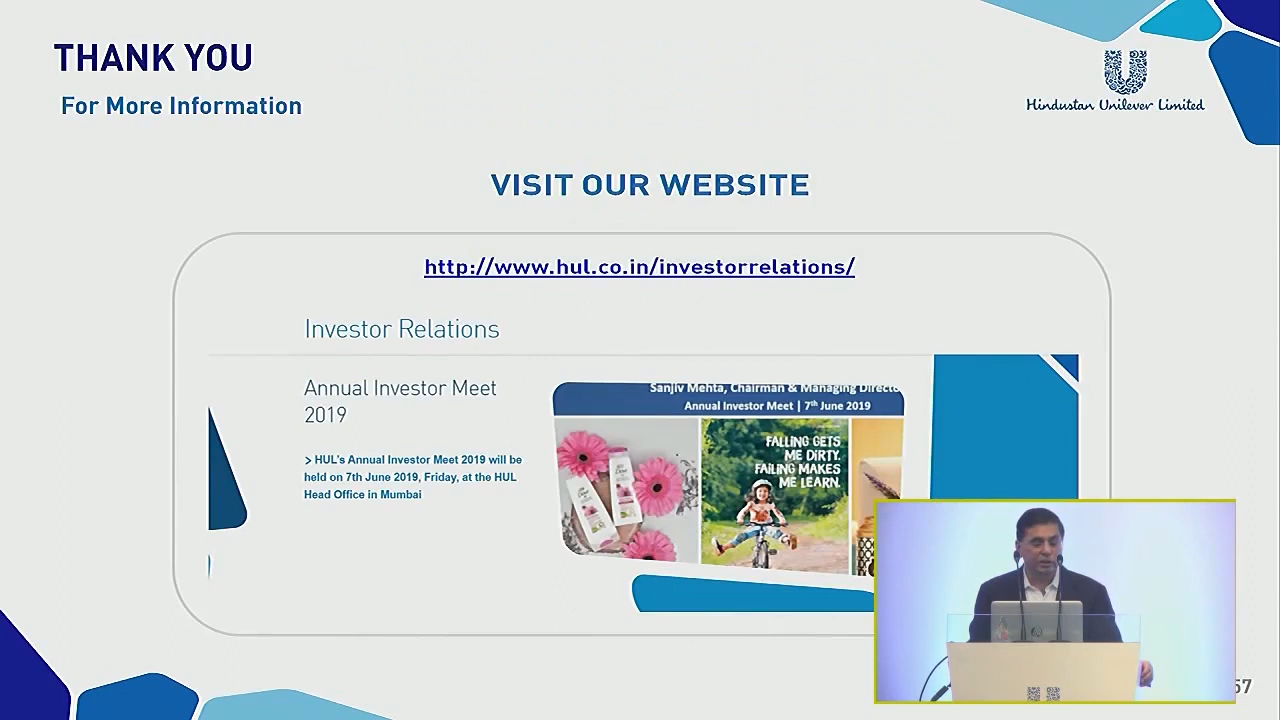 THANK YOU
For More Information
Hindustan Unilever Limited
VISIT OUR WEBSITE
http://www.hul.co.in/investorrelations/
Investor Relations
Annual Investor Meet
2019
> HUL's Annual Investor Meet 2019 will be
held on 7th June 2019, Friday, at the HUL
Head Office in Mumbai
Sanjiv Mehta, Chairman & Managing Directo
Annual Investor Meet | 7th June 2019
FALLING GETS
ME DIRTY.
FAILING MAKES
ME LEARN.
57